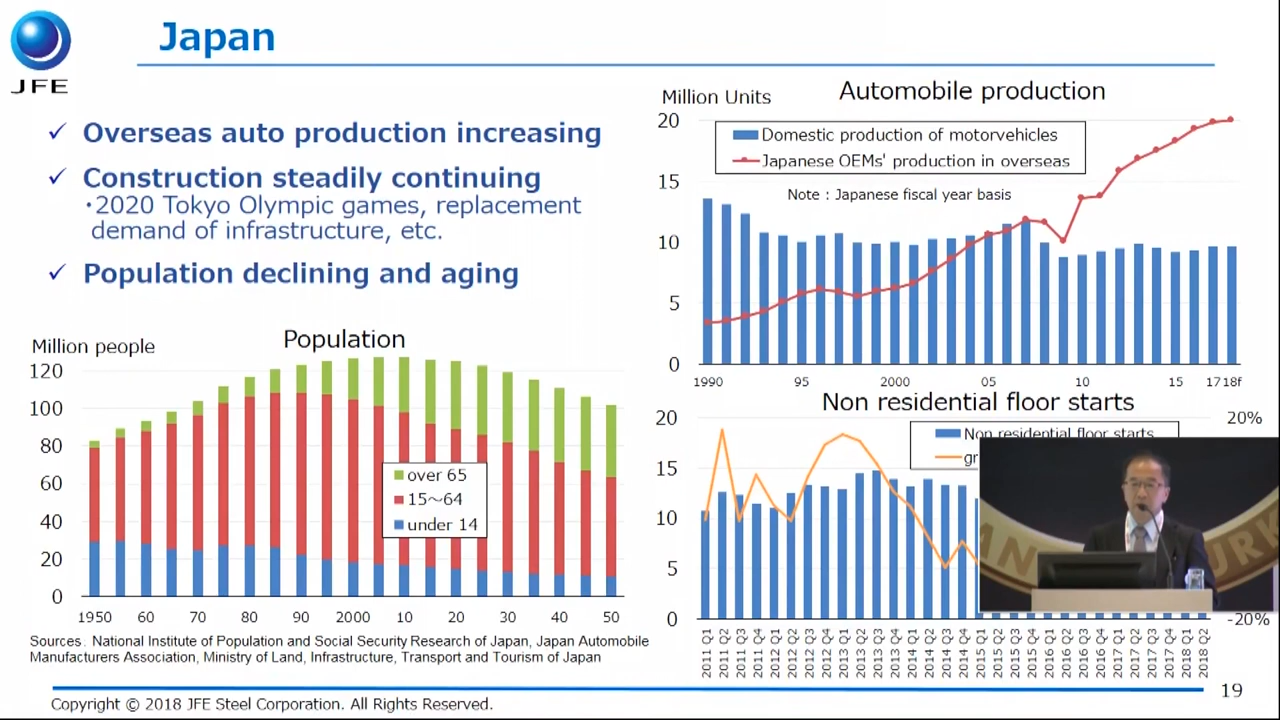 JFE
Japan
✓ Overseas auto production increasing
✓ Construction steadily continuing
・2020 Tokyo Olympic games, replacement
demand of infrastructure, etc.
✓ Population declining and aging
Million Units
Automobile production
20
15
10
5
0
Domestic production of motorvehicles
Japanese OEMs' production in overseas
Note : Japanese fiscal year basis
1990 95 2000 05 10 15 17 18f
Population
Million people
120
100
80
60
40
20
0
over 65
15～64
under 14
1950 60 70 80 90 2000 10 20 30 40 50
Non residential floor starts
20
15
10
5
0
20%
-20%
Non residential floor starts
2011 Q1
2011 Q2
2011 Q3
2011 Q4
2012 Q1
2012 Q2
2012 Q3
2012 Q4
2013 Q1
2013 Q2
2013 Q3
2013 Q4
2014 Q1
2014 Q2
2014 Q3
2014 Q4
2015 Q1
2015 Q2
2015 Q3
2015 Q4
2016 Q1
2016 Q2
2016 Q3
2016 Q4
2017 Q1
2017 Q2
2017 Q3
2017 Q4
2018 Q1
2018 Q2
Sources. National Institute of Population and Social Security Research of Japan, Japan Automobile
Manufacturers Association, Ministry of Land, Infrastructure, Transport and Tourism of Japan
Copyright © 2018 JFE Steel Corporation. All Rights Reserved.
19